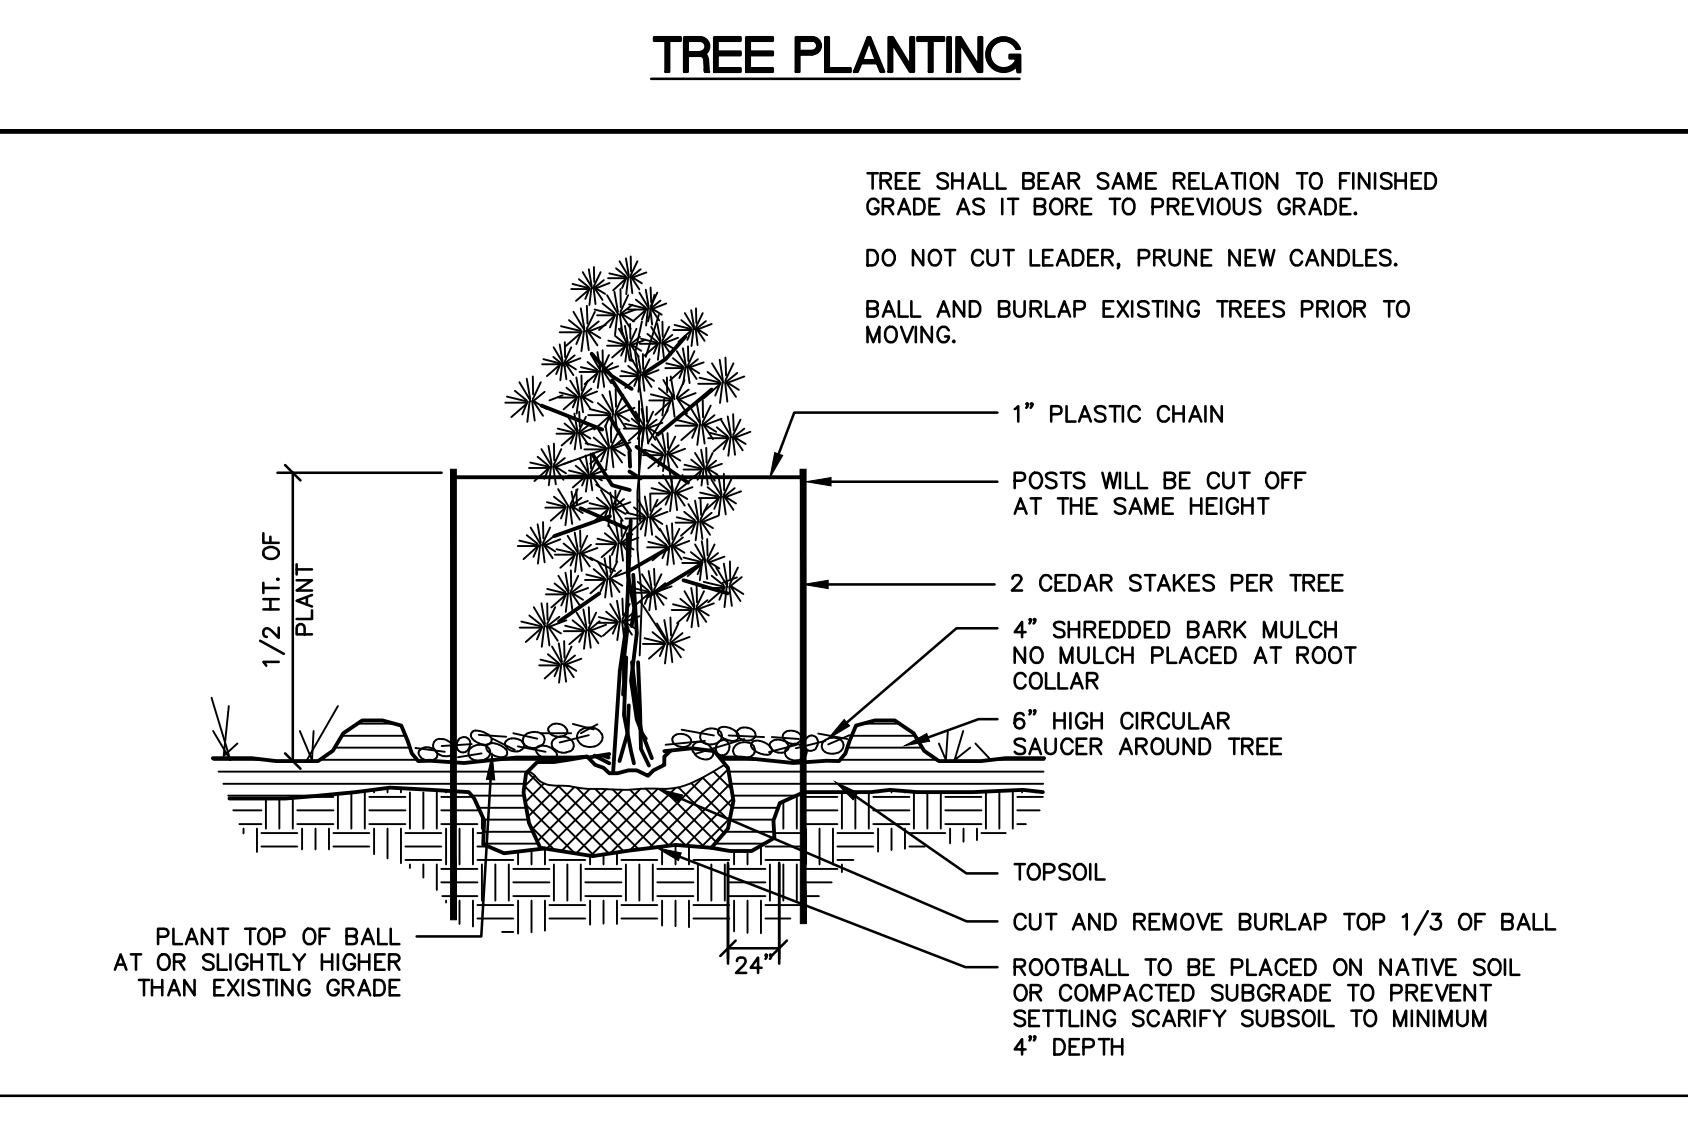 TREE PLANTING
TREE SHALL BEAR SAME RELATION TO FINISHED
GRADE AS IT BORE TO PREVIOUS GRADE.
DO NOT CUT LEADER, PRUNE NEW CANDLES.
BALL AND BURLAP EXISTING TREES PRIOR TO
MOVING.
1" PLASTIC CHAIN
POSTS WILL BE CUT OFF
AT THE SAME HEIGHT
1/2 HT. OF
PLANT
2 CEDAR STAKES PER TREE
4" SHREDDED BARK MULCH
NO MULCH PLACED AT ROOT
COLLAR
6" HIGH CIRCULAR
SAUCER AROUND TREE
TOPSOIL
CUT AND REMOVE BURLAP TOP 1/3 OF BALL
PLANT TOP OF BALL
AT OR SLIGHTLY HIGHER
THAN EXISTING GRADE
24"
ROOTBALL TO BE PLACED ON NATIVE SOIL
OR COMPACTED SUBGRADE TO PREVENT
SETTLING SCARIFY SUBSOIL TO MINIMUM
4" DEPTH